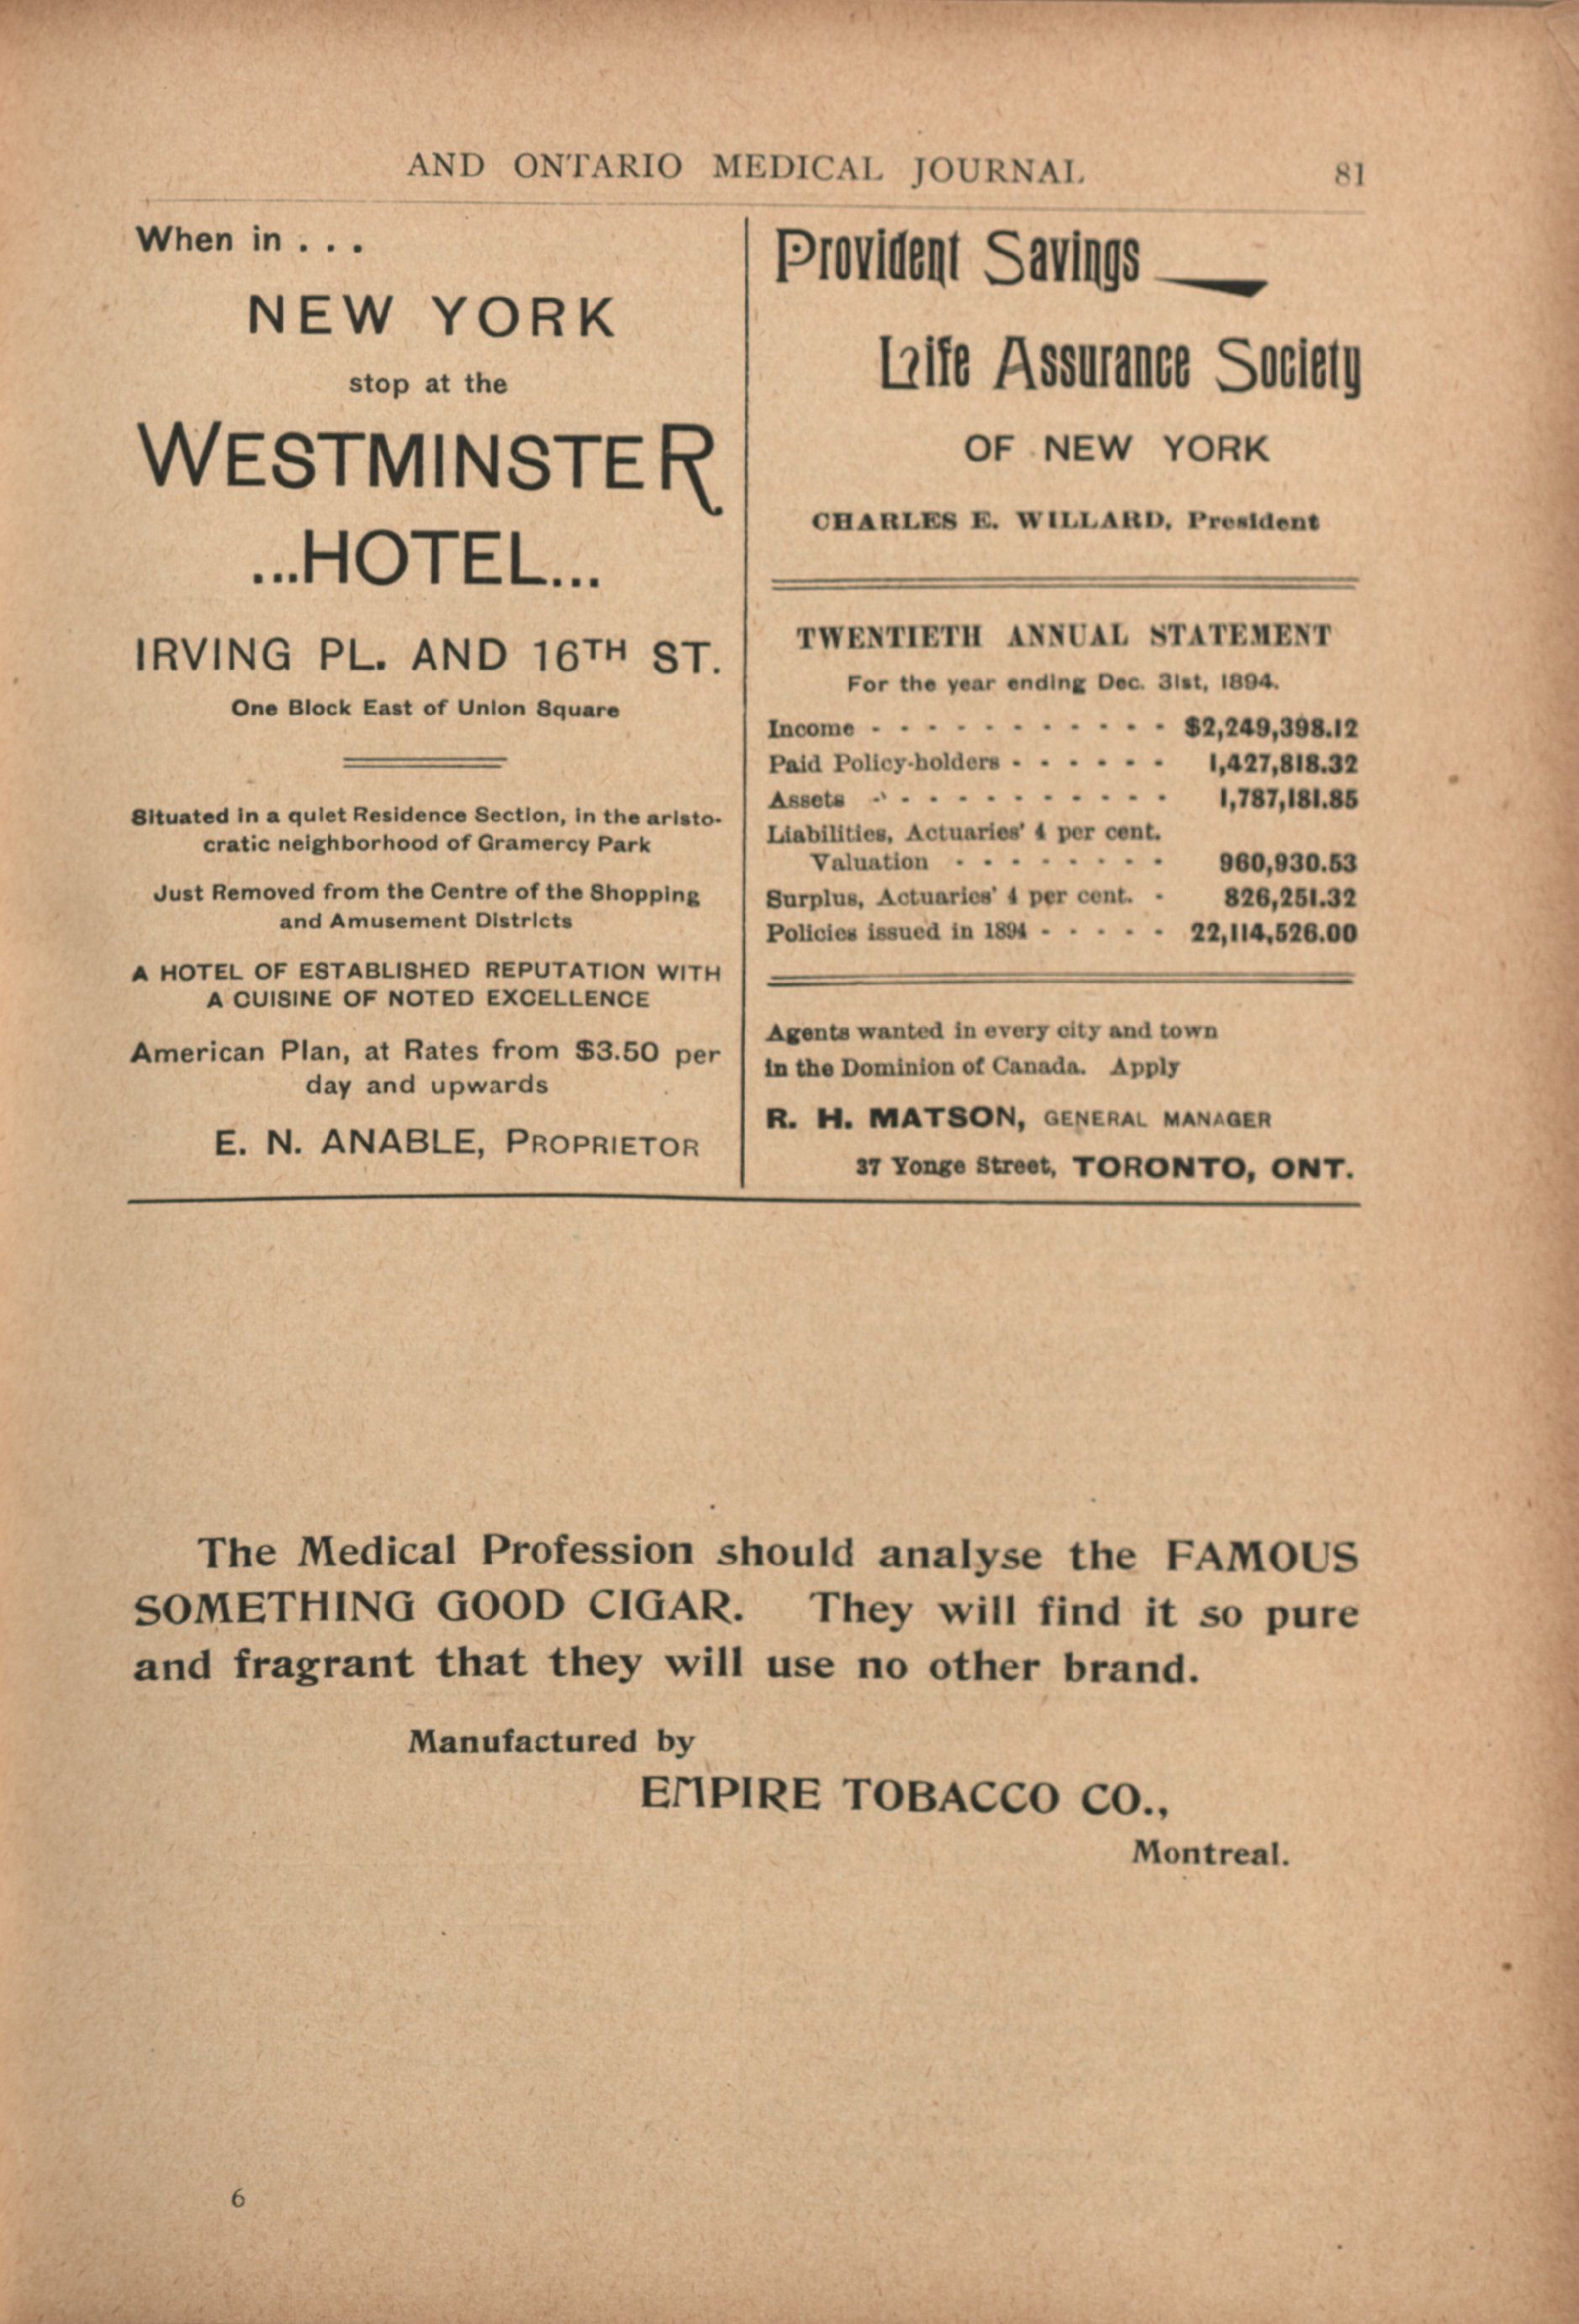 AND ONTARIO MEDICAL JOURNAL 81
When in . . .
NEW YORK
stop at the
WESTMINSTER
...HOTEL...
IRVING PL. AND 16TH ST.
One Block East of Union Square
Situated in a quiet Residence Section, in the aristo-
cratic neighborhood of Gramercy Park
Just Removed from the Centre of the Shopping
and Amusement Districts
A HOTEL OF ESTABLISHED REPUTATION WITH
A CUISINE OF NOTED EXCELLENCE
American Plan, at Rates from $3.50 per
day and upwards
E. N. ANABLE, PROPRIETOR
Provident Savings
Life Assurance Society
OF NEW YORK
CHARLES E. WILLARD, President
TWENTIETH ANNUAL STATEMENT
For the year ending Dec. 31st, 1894.
Income - - - - - - - - - - - $2,249,398.12
Paid Policy-holders - - - - - - 1,427,818.32
Assets - - - - - - - - - - - 1,787,181.85
Liabilities, Actuaries' 4 per cent.
Valuation - - - - - - - - 960,930.53
Surplus, Actuaries' 4 per cent. - 826,251.32
Policies issued in 1894 - - - - - 22,114,526.00
Agents wanted in every city and town
in the Dominion of Canada. Apply
R. H. MATSON, GENERAL MANAGER
37 Yonge Street, TORONTO, ONT.
The Medical Profession should analyse the FAMOUS
SOMETHING GOOD CIGAR. They will find it so pure
and fragrant that they will use no other brand.
Manufactured by
EMPIRE TOBACCO CO.,
Montreal.
6